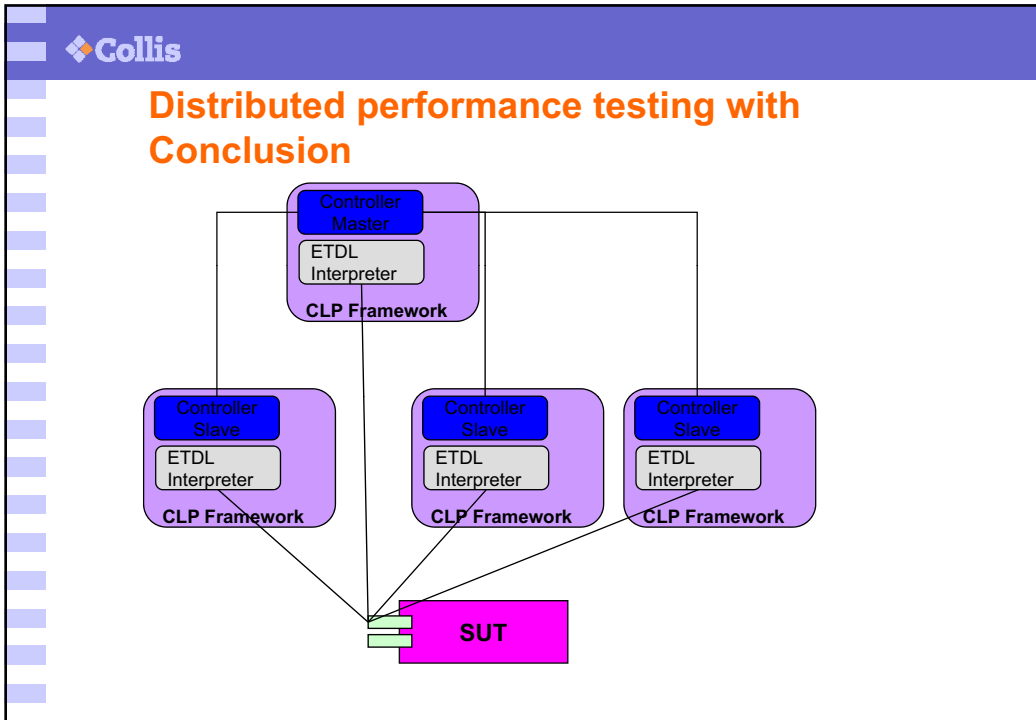 Collis
Distributed performance testing with
Conclusion
Controller
Master
ETDL
Interpreter
CLP Framework
Controller
Slave
ETDL
Interpreter
CLP Framework
Controller
Slave
ETDL
Interpreter
CLP Framework
Controller
Slave
ETDL
Interpreter
CLP Framework
SUT